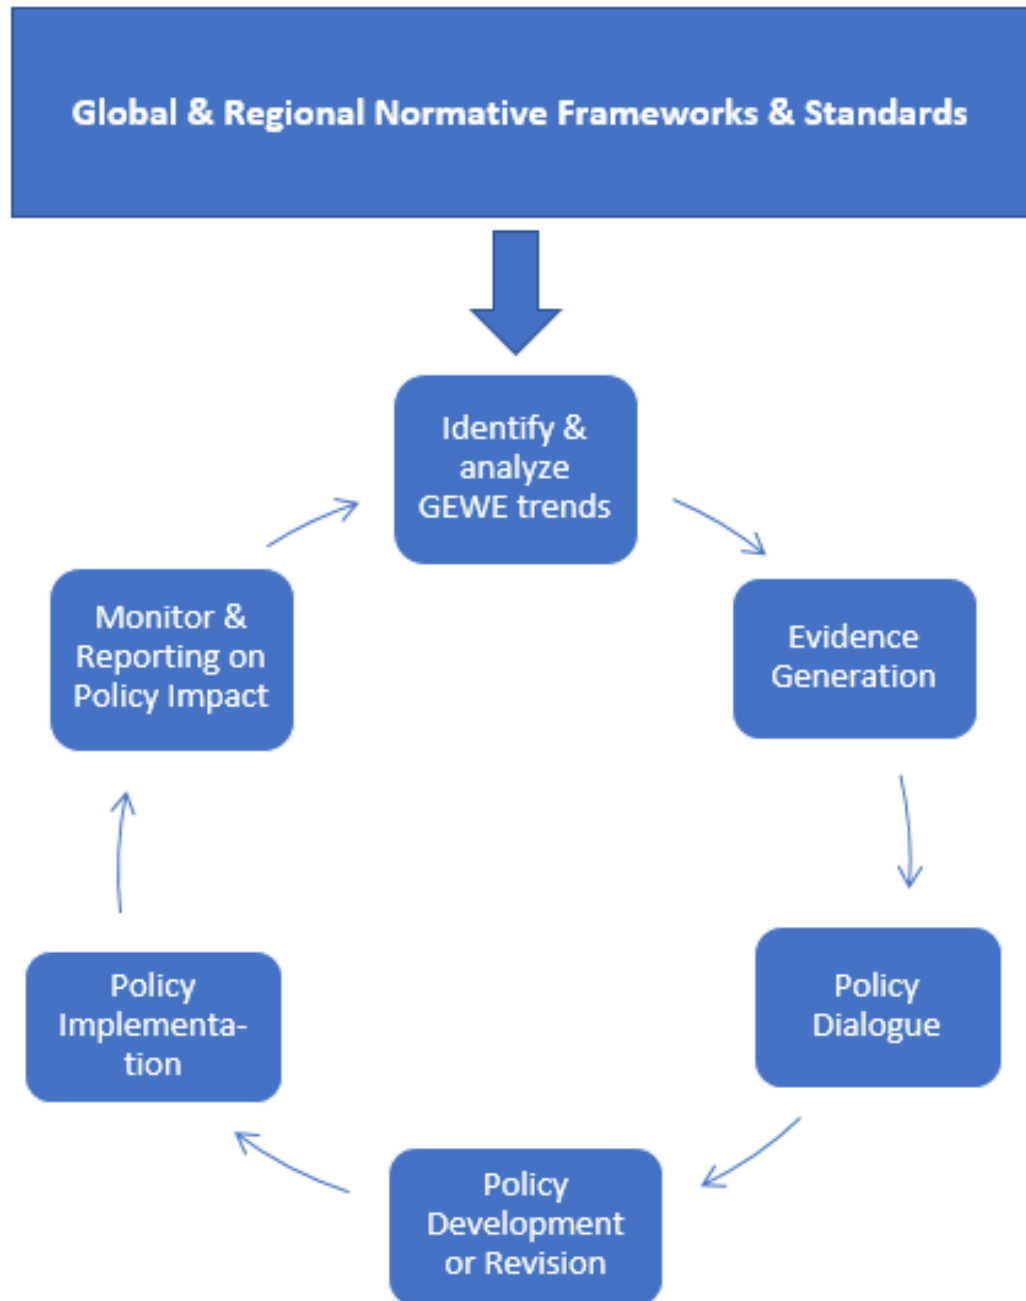 Global & Regional Normative Frameworks & Standards
Identify &
analyze
GEWE trends
Evidence
Generation
Policy
Dialogue
Policy
Development
or Revision
Policy
Implementa-
tion
Monitor &
Reporting on
Policy Impact